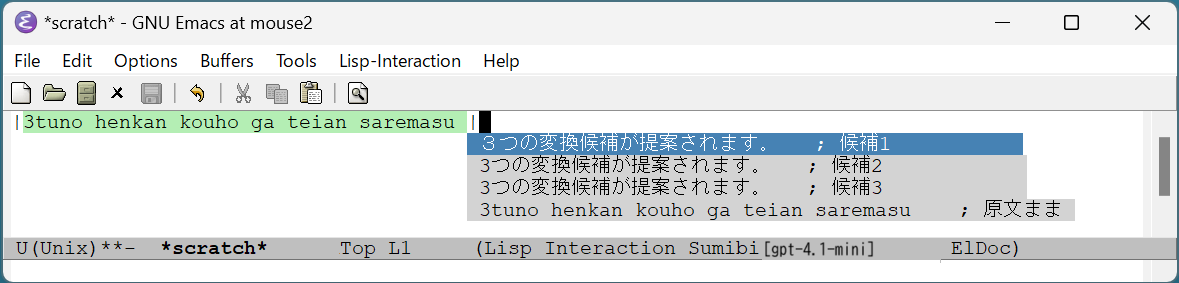 *scratch* - GNU Emacs at mouse2
File Edit Options Buffers Tools Lisp-Interaction Help
|3tuno henkan kouho ga teian saremasu |
３つの変換候補が提案されます。 ; 候補1
3つの変換候補が提案されます。 ; 候補2
3つの変換候補が提案されます。 ; 候補3
3tuno henkan kouho ga teian saremasu ; 原文まま
U(Unix)**- *scratch* Top L1 (Lisp Interaction Sumibi[gpt-4.1-mini] ElDoc)